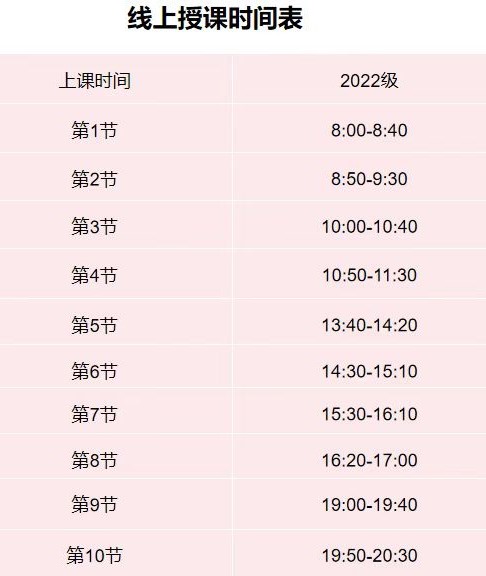 线上授课时间表
上课时间 2022级
第1节 8:00-8:40
第2节 8:50-9:30
第3节 10:00-10:40
第4节 10:50-11:30
第5节 13:40-14:20
第6节 14:30-15:10
第7节 15:30-16:10
第8节 16:20-17:00
第9节 19:00-19:40
第10节 19:50-20:30